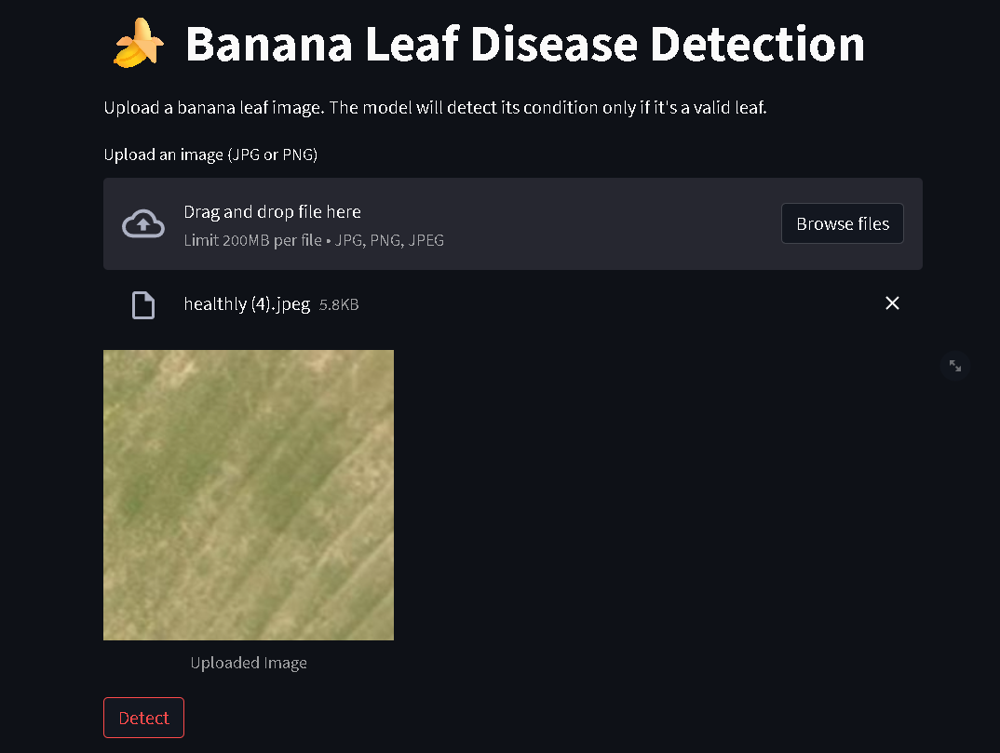 Banana Leaf Disease Detection
Upload a banana leaf image. The model will detect its condition only if it's a valid leaf.
Upload an image (JPG or PNG)
Drag and drop file here
Limit 200MB per file • JPG, PNG, JPEG
Browse files
healthly (4).jpeg 5.8KB
Uploaded Image
Detect